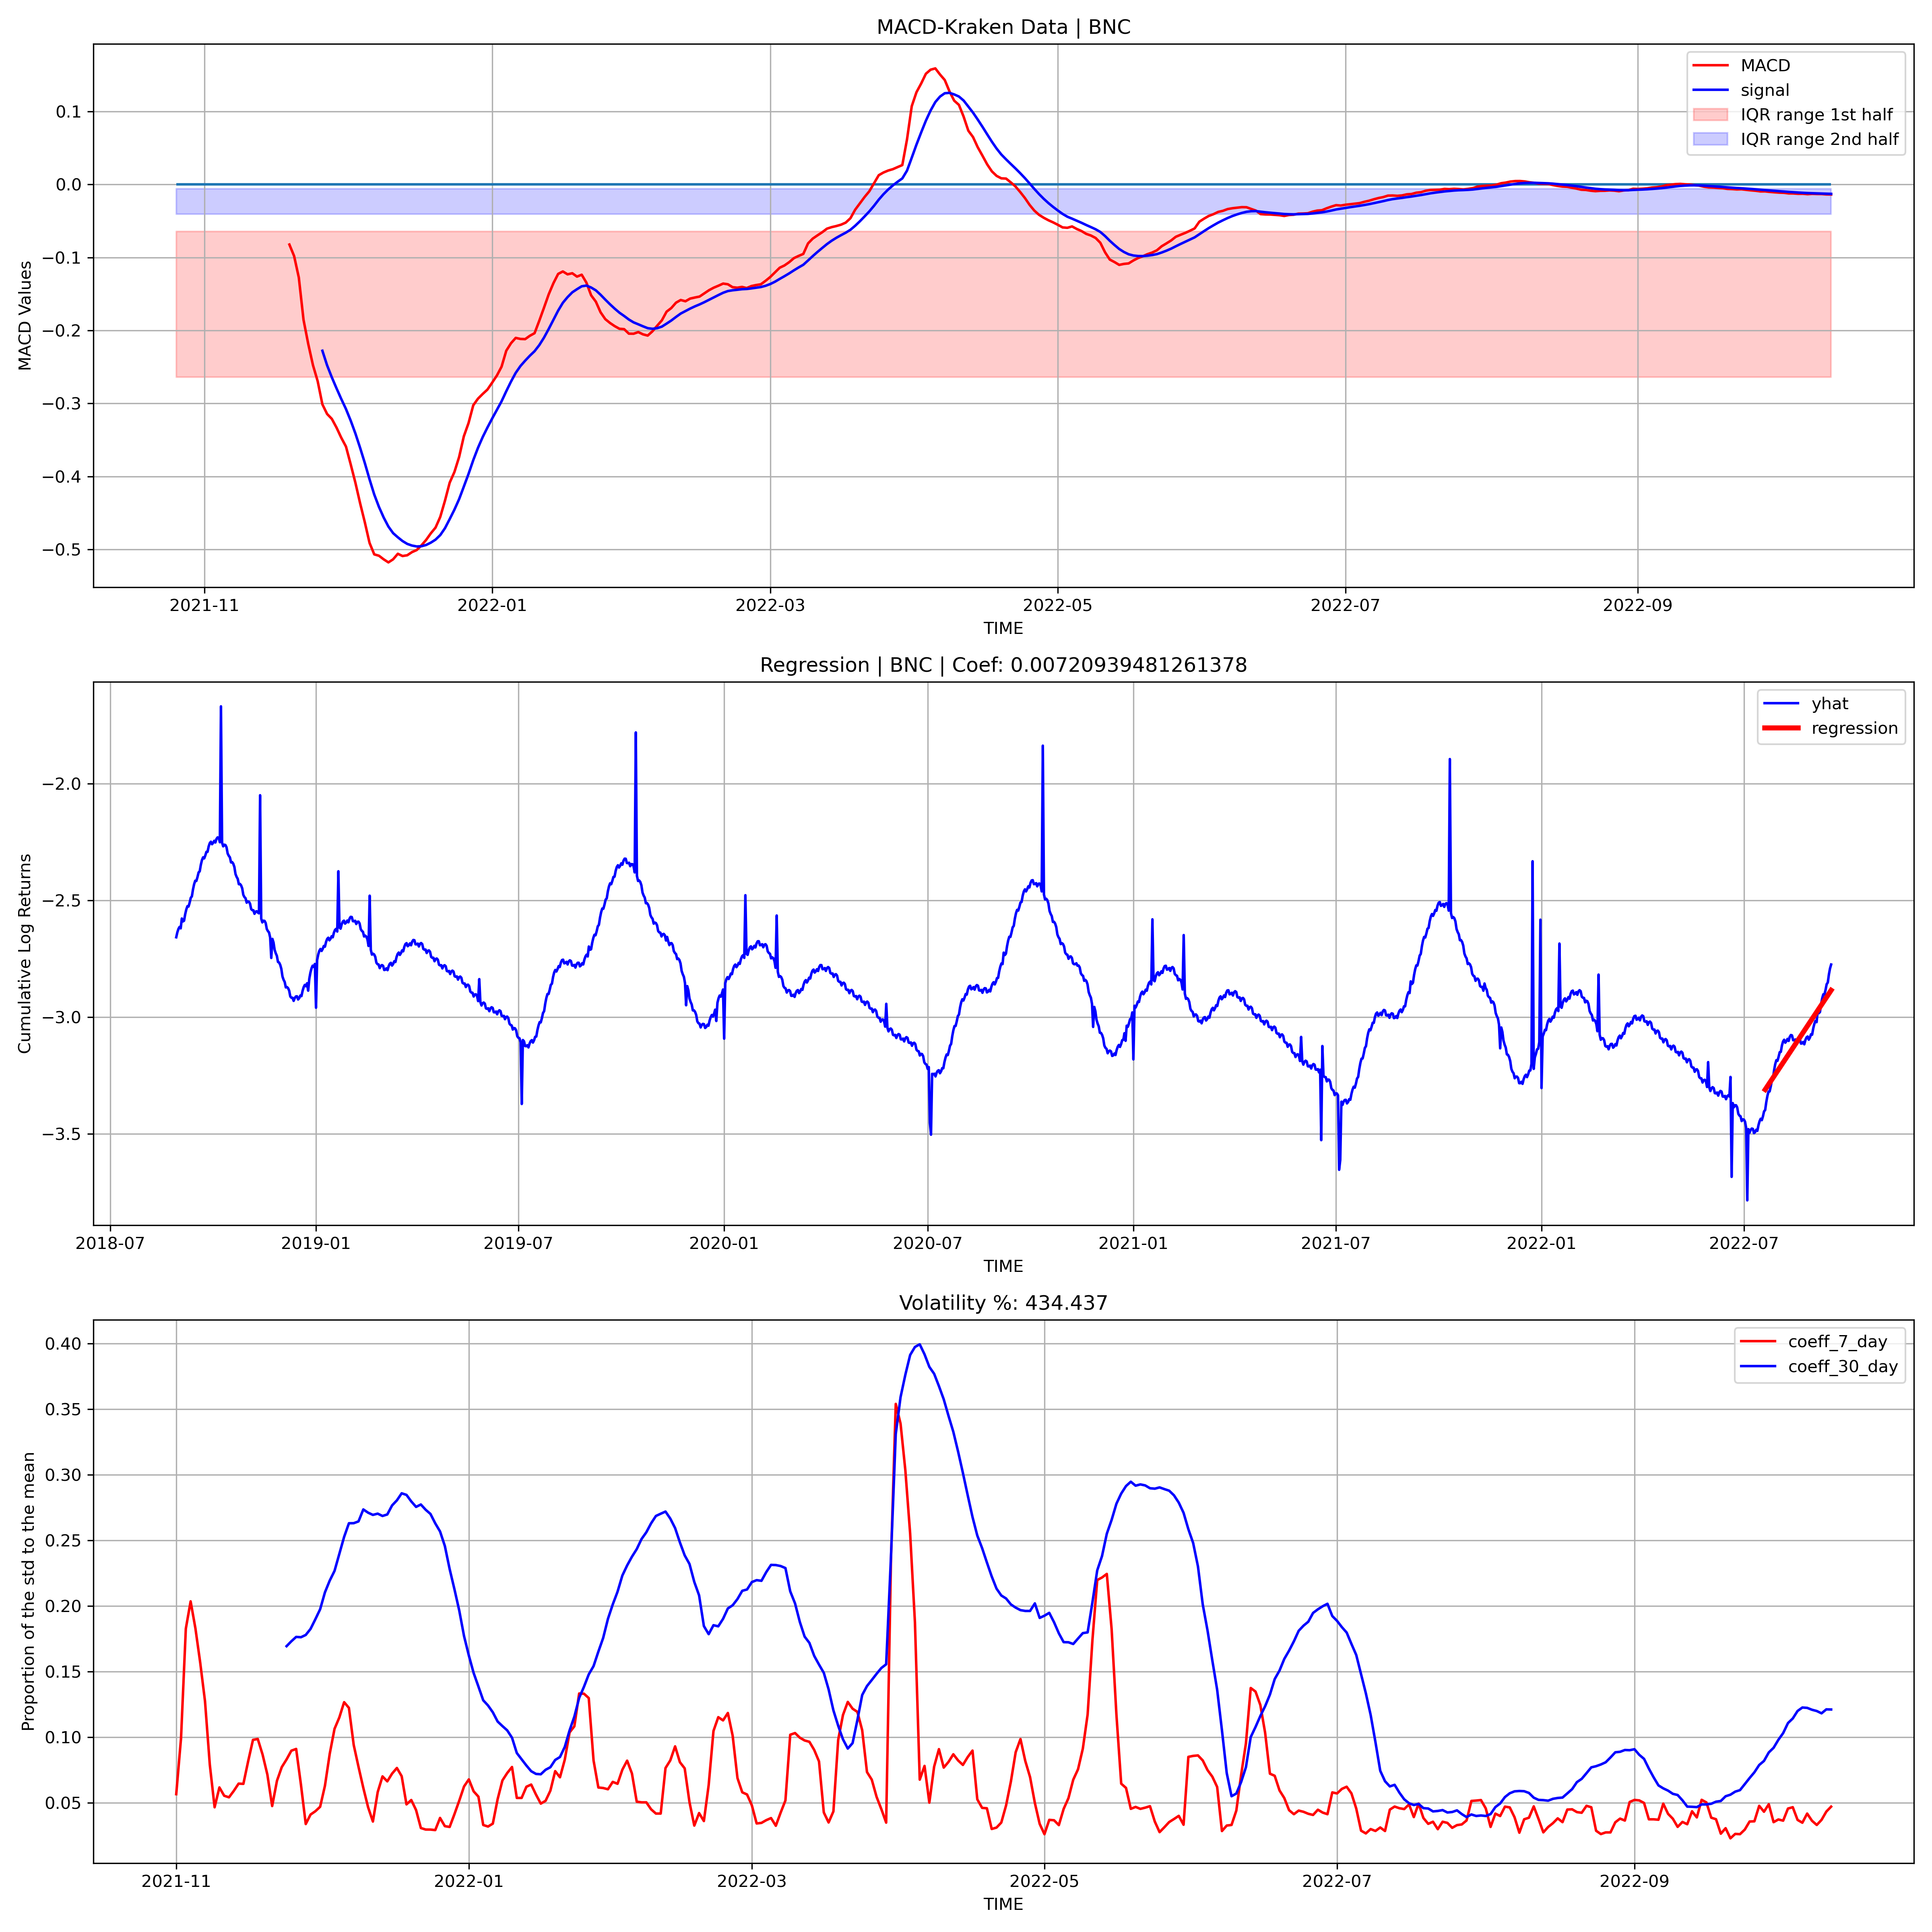 MACD-Kraken Data | BNC
MACD
signal
IQR range 1st half
IQR range 2nd half
MACD Values
0.1
0.0
−0.1
−0.2
−0.3
−0.4
−0.5
2021-11 2022-01 2022-03 2022-05 2022-07 2022-09
TIME
Regression | BNC | Coef: 0.00720939481261378
yhat
regression
Cumulative Log Returns
−2.0
−2.5
−3.0
−3.5
2018-07 2019-01 2019-07 2020-01 2020-07 2021-01 2021-07 2022-01 2022-07
TIME
Volatility %: 434.437
coeff_7_day
coeff_30_day
Proportion of the std to the mean
0.40
0.35
0.30
0.25
0.20
0.15
0.10
0.05
2021-11 2022-01 2022-03 2022-05 2022-07 2022-09
TIME